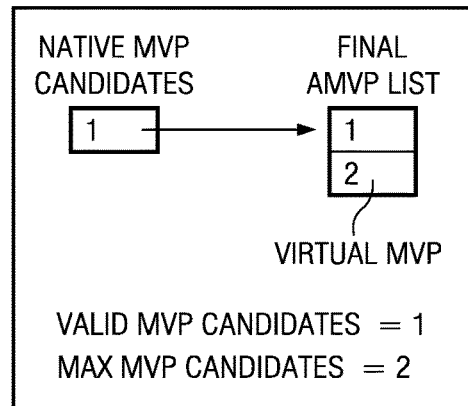 NATIVE MVP
CANDIDATES
1
FINAL
AMVP LIST
1
2
VIRTUAL MVP
VALID MVP CANDIDATES = 1
MAX MVP CANDIDATES = 2